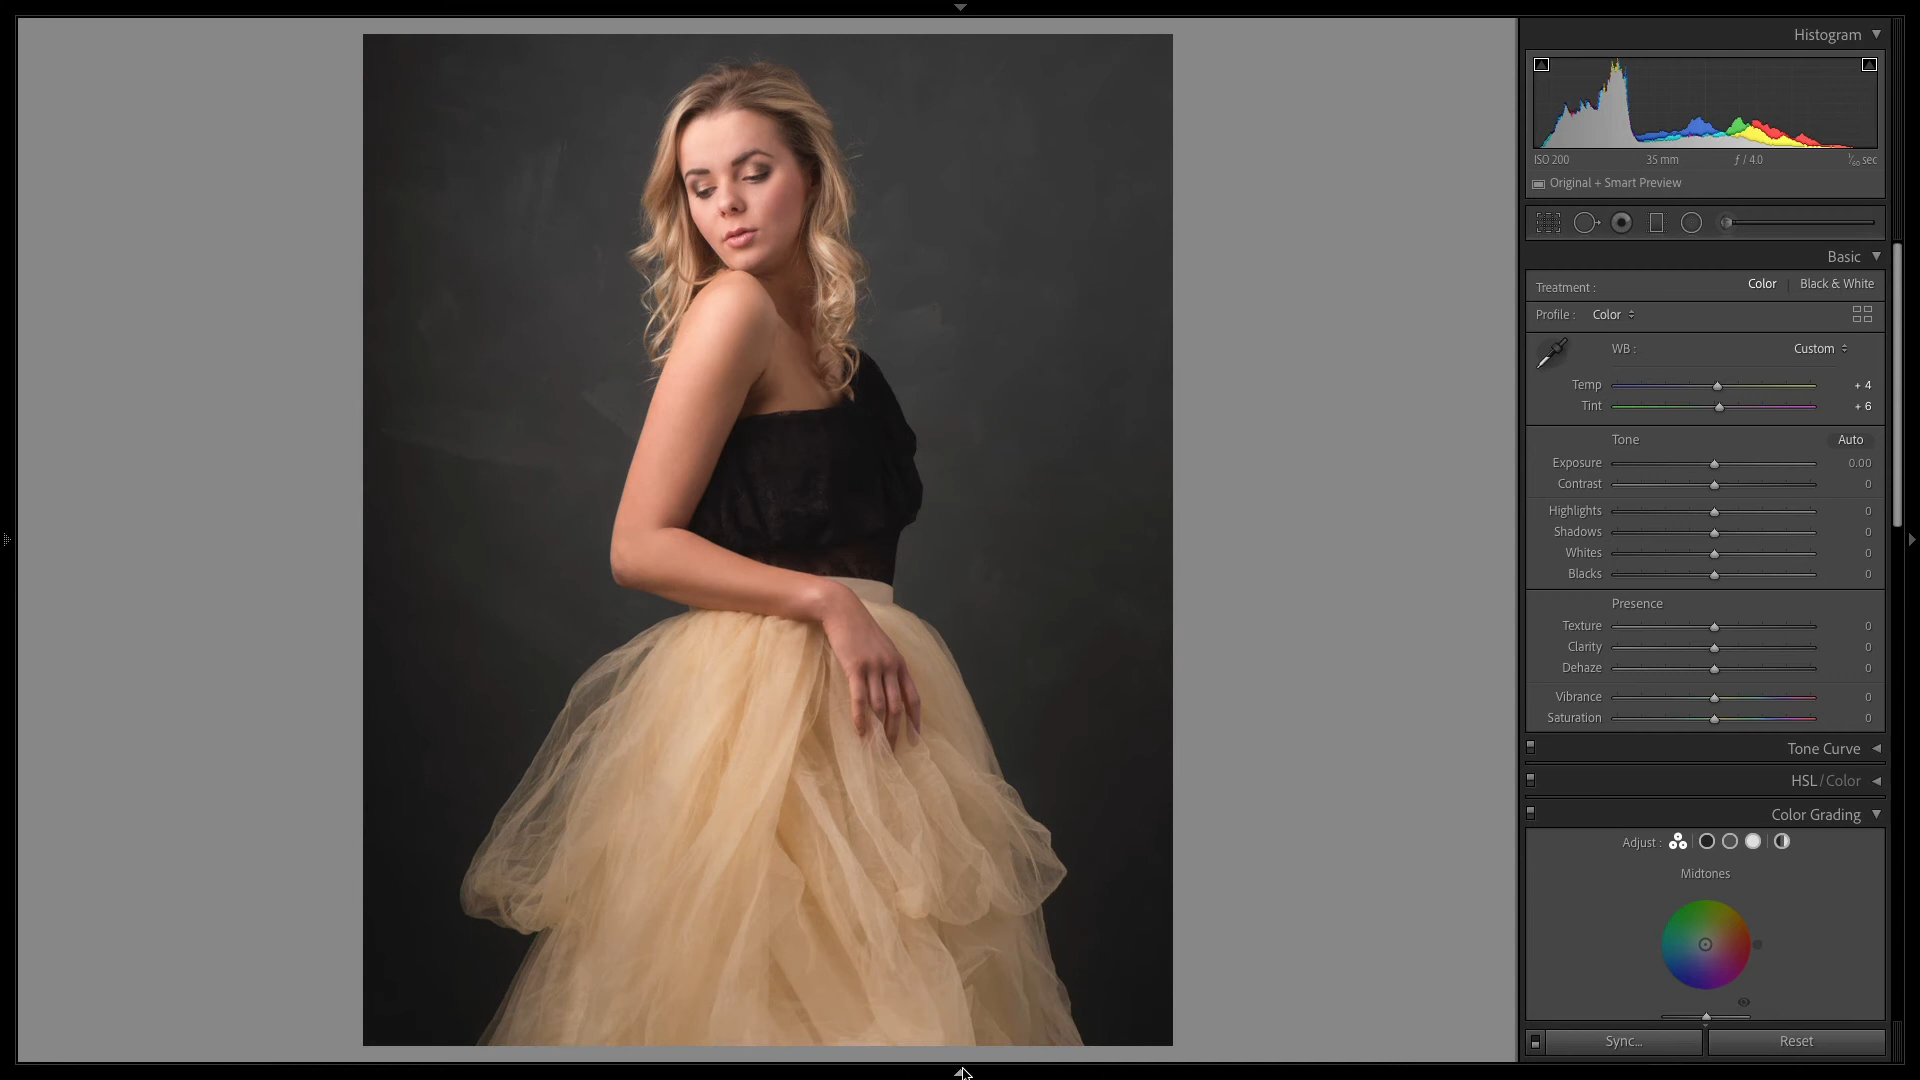 Histogram
ISO 200 35 mm ƒ / 4.0 1/60 sec
Original + Smart Preview
Basic
Treatment : Color Black & White
Profile : Color
WB : Custom
Temp + 4
Tint + 6
Tone Auto
Exposure 0.00
Contrast 0
Highlights 0
Shadows 0
Whites 0
Blacks 0
Presence
Texture 0
Clarity 0
Dehaze 0
Vibrance 0
Saturation 0
Tone Curve
HSL / Color
Color Grading
Adjust :
Midtones
Sync... Reset